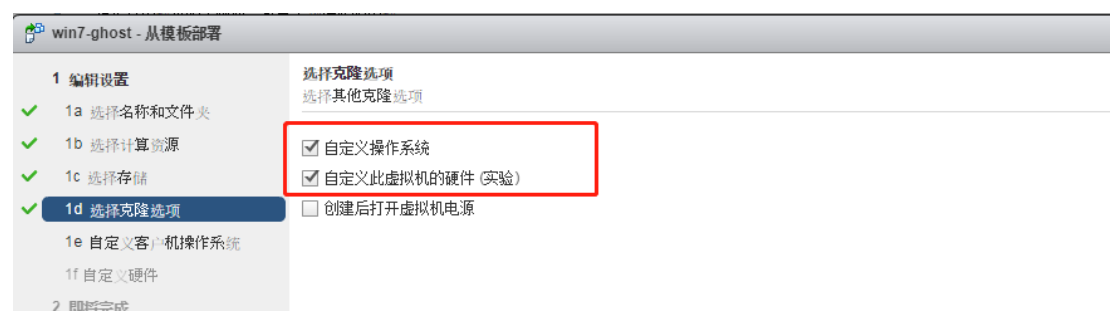 win7-ghost - 从模板部署
1 编辑设置
1a 选择名称和文件夹
1b 选择计算资源
1c 选择存储
1d 选择克隆选项
1e 自定义客户机操作系统
1f 自定义硬件
2 即将完成
选择克隆选项
选择其他克隆选项
自定义操作系统
自定义此虚拟机的硬件 (实验)
创建后打开虚拟机电源